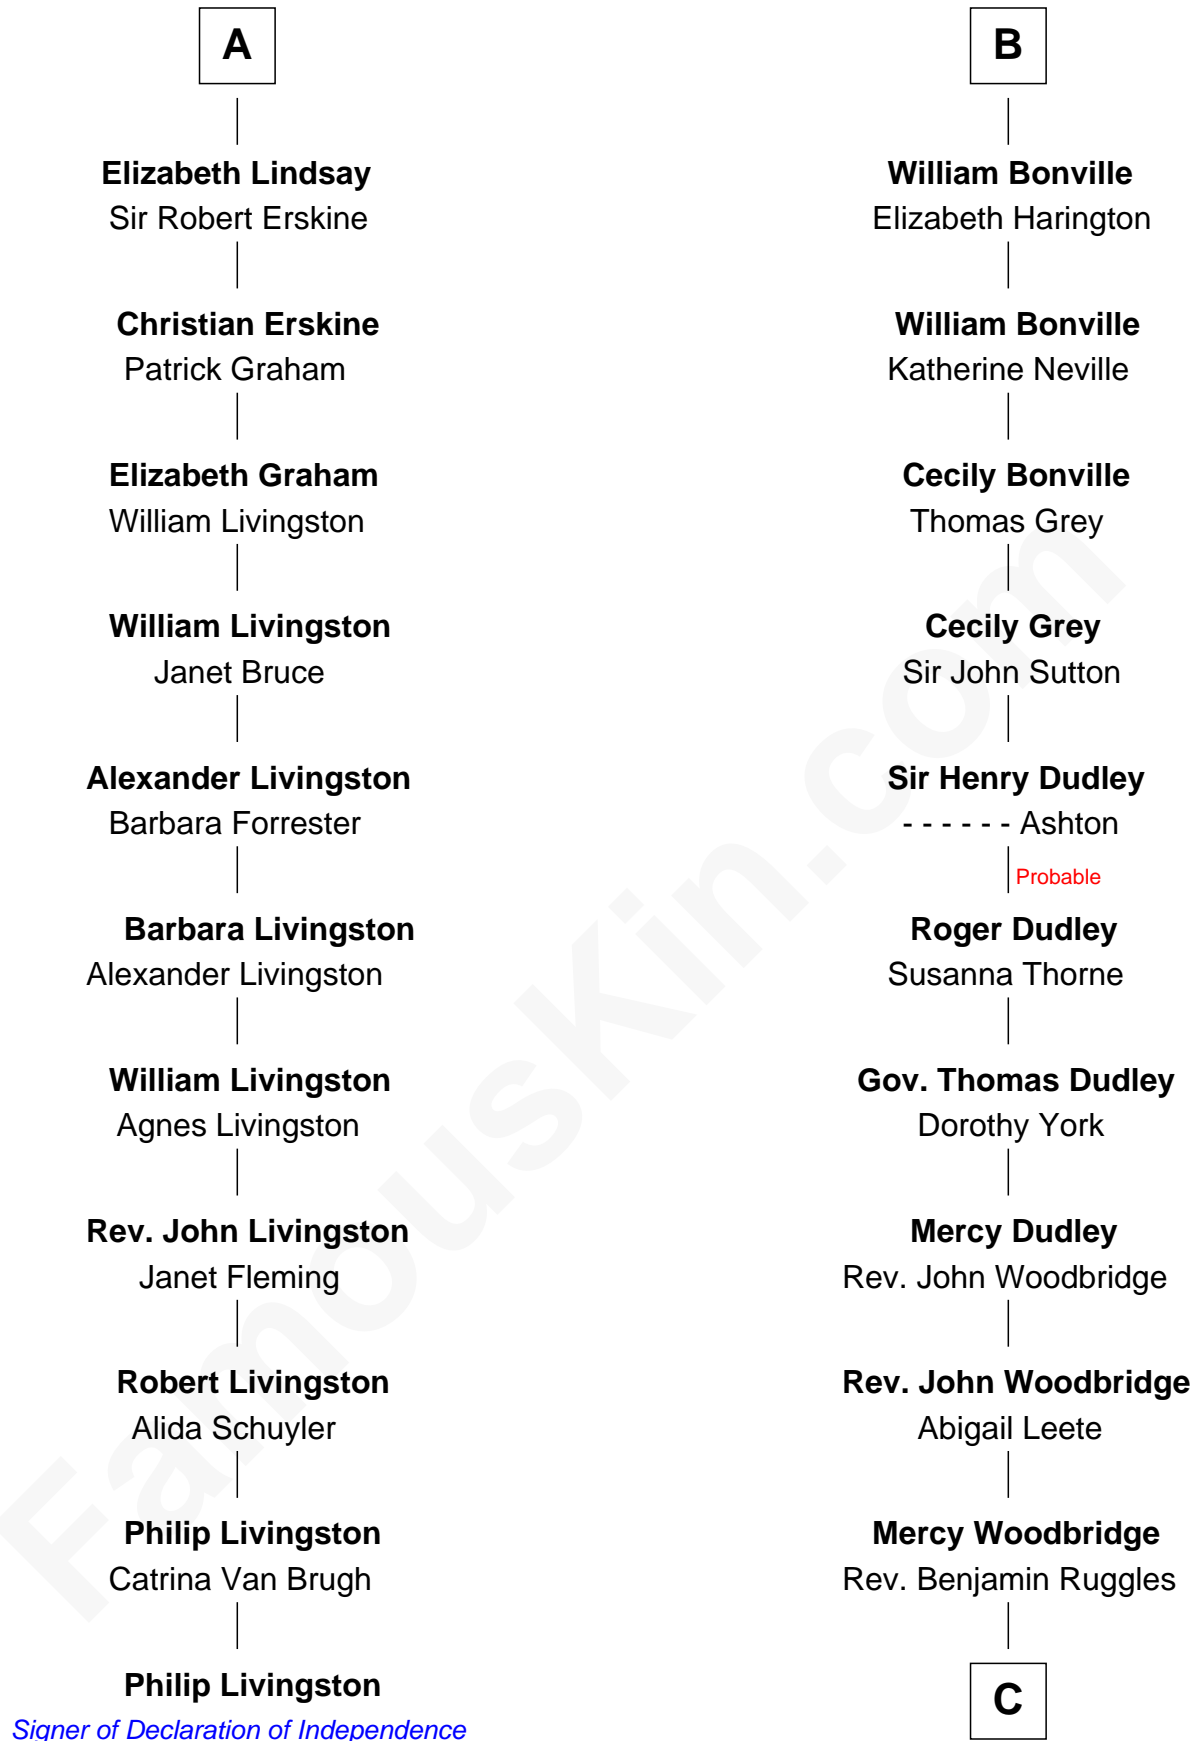 A
Elizabeth Lindsay
Sir Robert Erskine
Christian Erskine
Patrick Graham
Elizabeth Graham
William Livingston
William Livingston
Janet Bruce
Alexander Livingston
Barbara Forrester
Barbara Livingston
Alexander Livingston
William Livingston
Agnes Livingston
Rev. John Livingston
Janet Fleming
Robert Livingston
Alida Schuyler
Philip Livingston
Catrina Van Brugh
Philip Livingston
Signer of Declaration of Independence
B
William Bonville
Elizabeth Harington
William Bonville
Katherine Neville
Cecily Bonville
Thomas Grey
Cecily Grey
Sir John Sutton
Sir Henry Dudley
- - - - - - Ashton
Probable
Roger Dudley
Susanna Thorne
Gov. Thomas Dudley
Dorothy York
Mercy Dudley
Rev. John Woodbridge
Rev. John Woodbridge
Abigail Leete
Mercy Woodbridge
Rev. Benjamin Ruggles
C
FamousKin.com